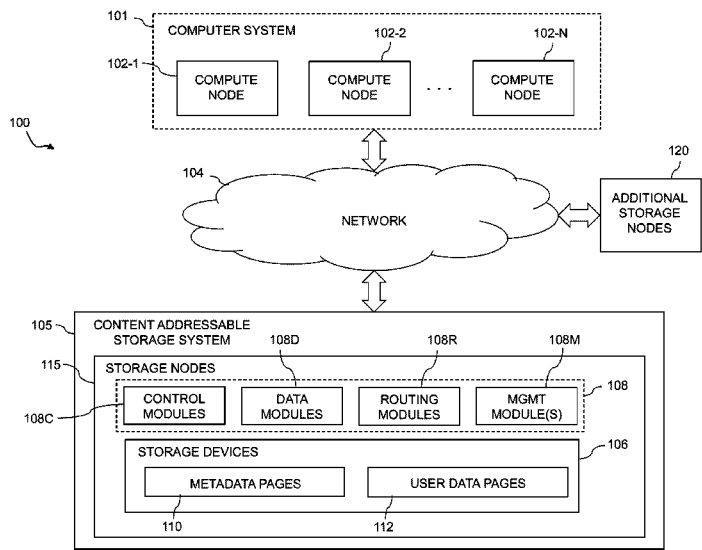 101
COMPUTER SYSTEM
102-2
102-N
102-1
COMPUTE
NODE
COMPUTE
NODE
. . .
COMPUTE
NODE
100
104
120
NETWORK
ADDITIONAL
STORAGE
NODES
105
CONTENT ADDRESSABLE
STORAGE SYSTEM
108D
108R
108M
115
STORAGE NODES
108
CONTROL
MODULES
DATA
MODULES
ROUTING
MODULES
MGMT
MODULE(S)
108C
106
STORAGE DEVICES
METADATA PAGES
USER DATA PAGES
110
112